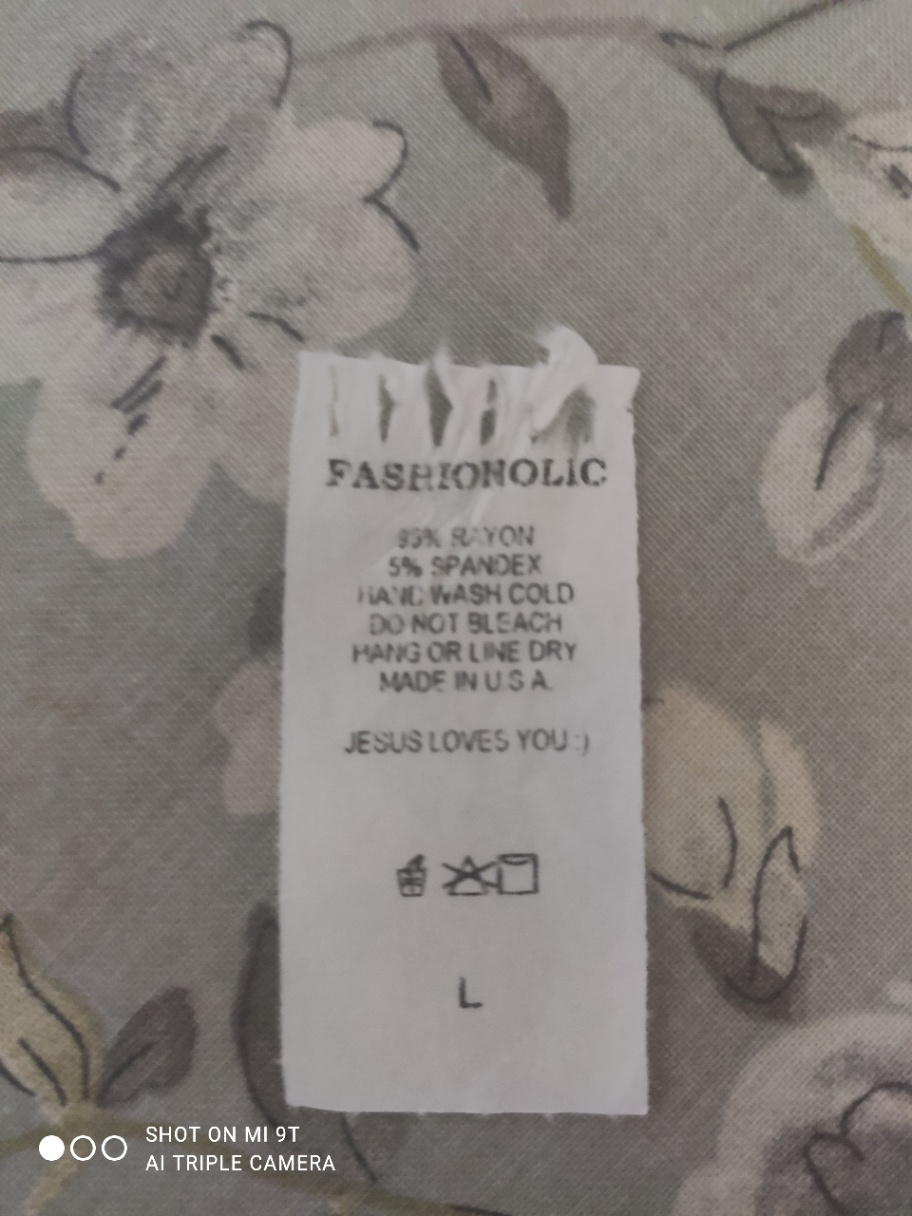 FASHIONOLIC
95% RAYON
5% SPANDEX
HAND WASH COLD
DO NOT BLEACH
HANG OR LINE DRY
MADE IN U.S.A.
JESUS LOVES YOU :)
L
SHOT ON MI 9T
AI TRIPLE CAMERA